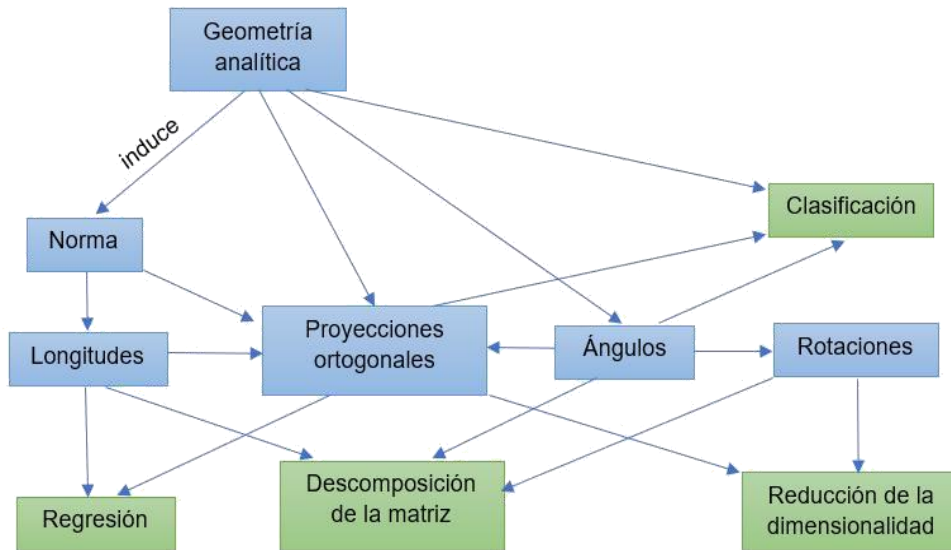 Geometría
analítica
induce
Clasificación
Norma
Proyecciones
ortogonales
Longitudes
Ángulos
Rotaciones
Descomposición
de la matriz
Regresión
Reducción de la
dimensionalidad